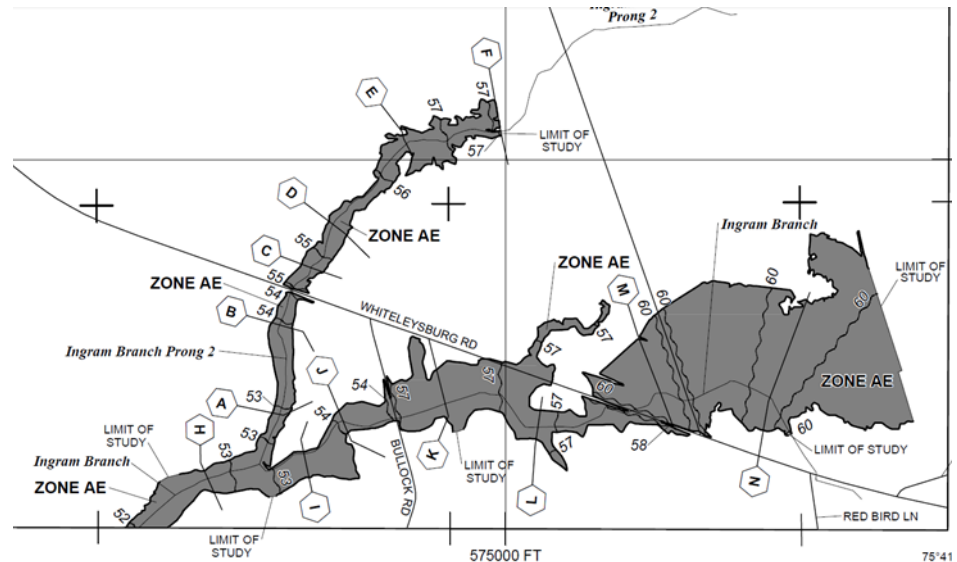 Ingram
Prong 2
F
E
57
57
LIMIT OF
STUDY
57
56
D
ZONE AE
Ingram Branch
C
55
ZONE AE
LIMIT OF
STUDY
55
54
ZONE AE
M
60
60
60
60
54
B
WHITELEYSBURG RD
57
57
Ingram Branch Prong 2
J
54
57
57
60
ZONE AE
53
A
54
57
LIMIT OF
STUDY
H
53
53
K
57
58
60
LIMIT OF
STUDY
Ingram Branch
ZONE AE
53
I
BULLOCK RD
LIMIT OF
STUDY
L
N
52
LIMIT OF
STUDY
RED BIRD LN
575000 FT
75°41